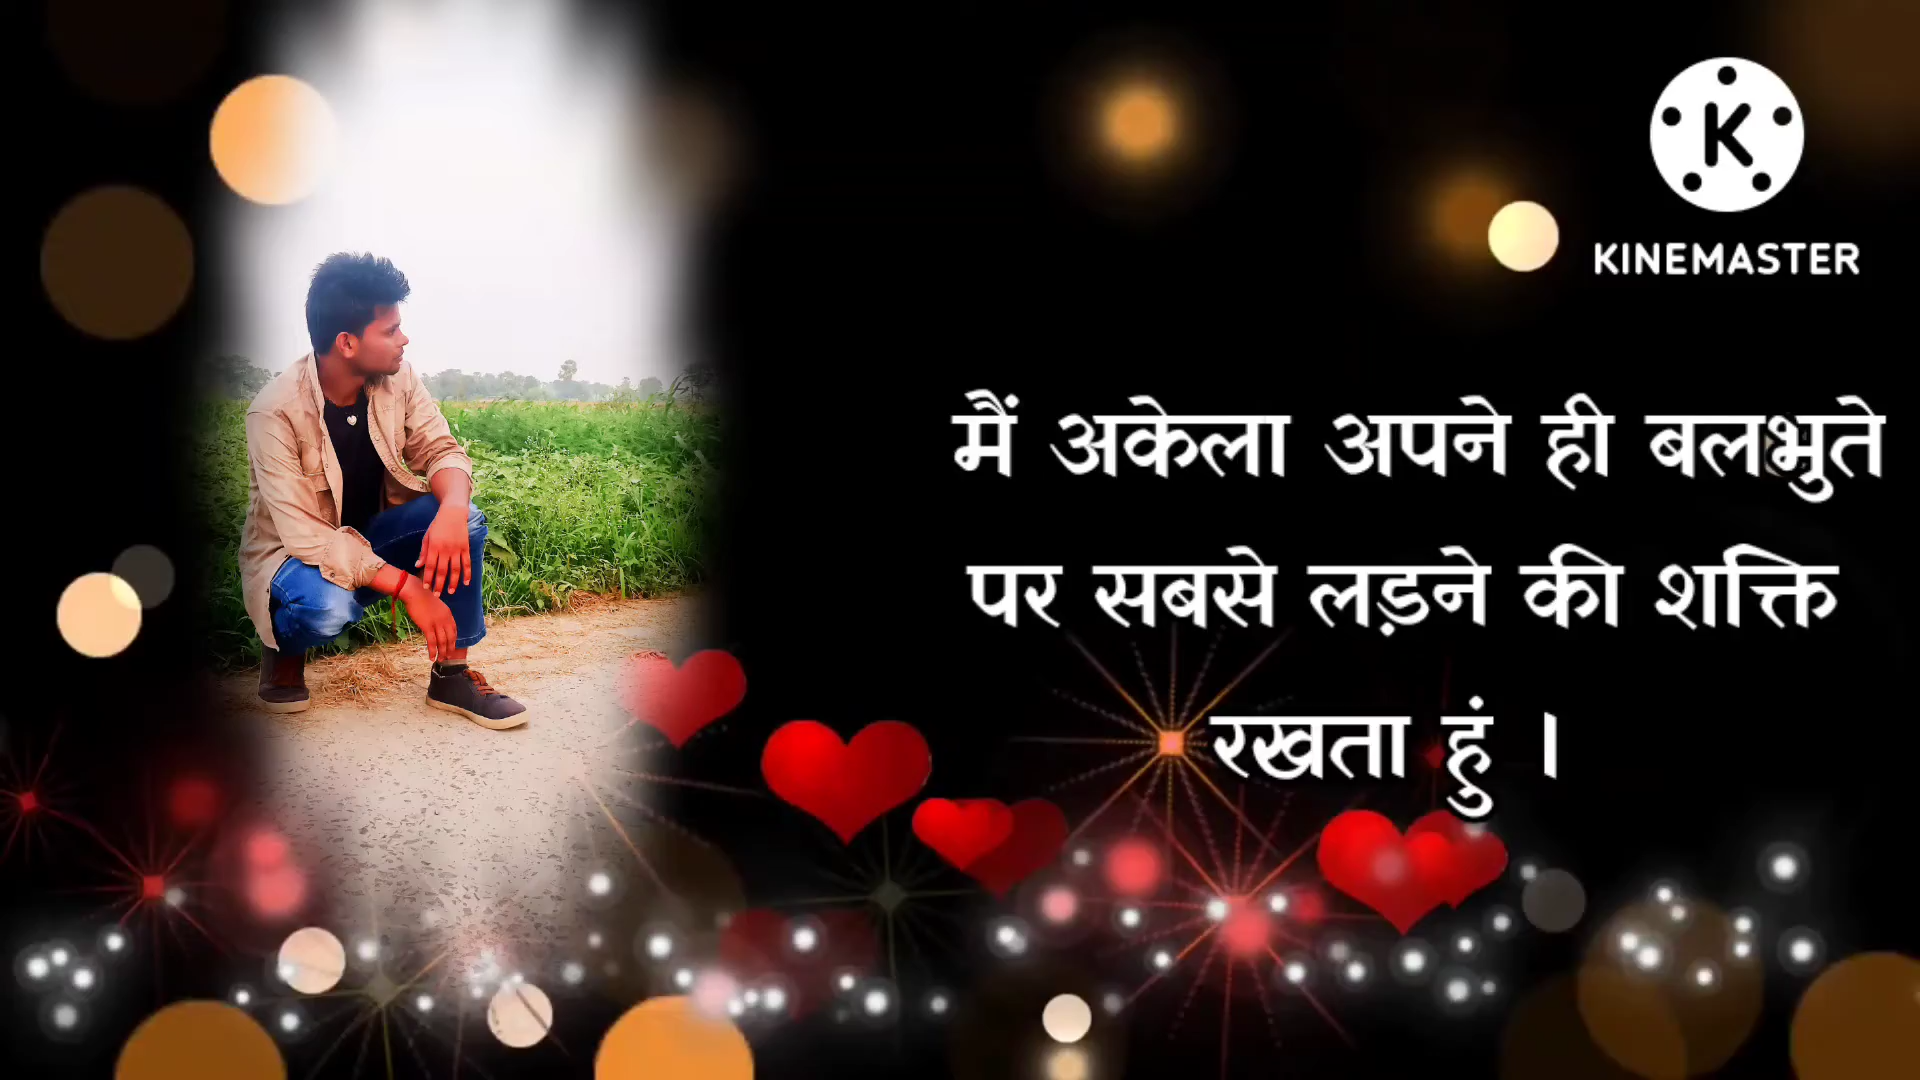 K
KINEMASTER
मैं अकेला अपने ही बलभुते
पर सबसे लड़ने की शक्ति
रखता हुं ।